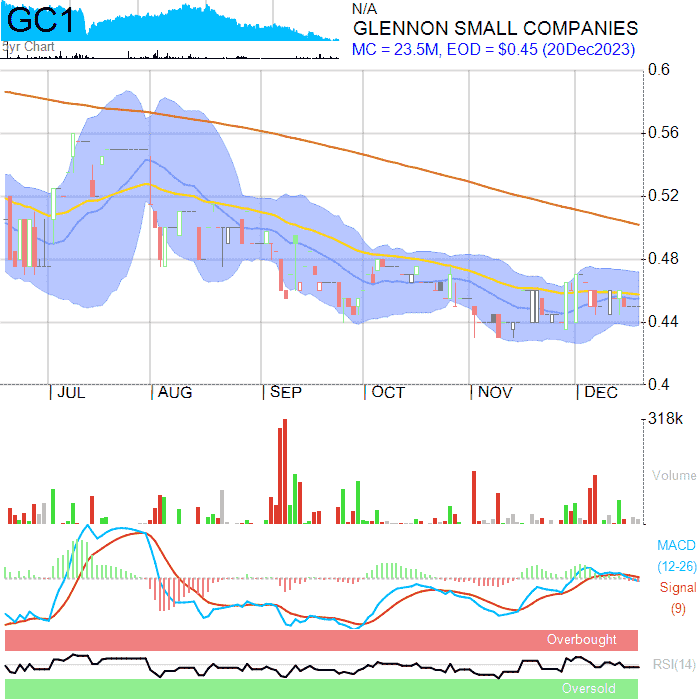 GC1
5yr Chart
N/A
GLENNON SMALL COMPANIES
MC = 23.5M, EOD = $0.45 (20Dec2023)
0.6
0.56
0.52
0.48
0.44
0.4
JUL AUG SEP OCT NOV DEC
318k
Volume
MACD
(12-26)
Signal
(9)
Overbought
RSI(14)
Oversold